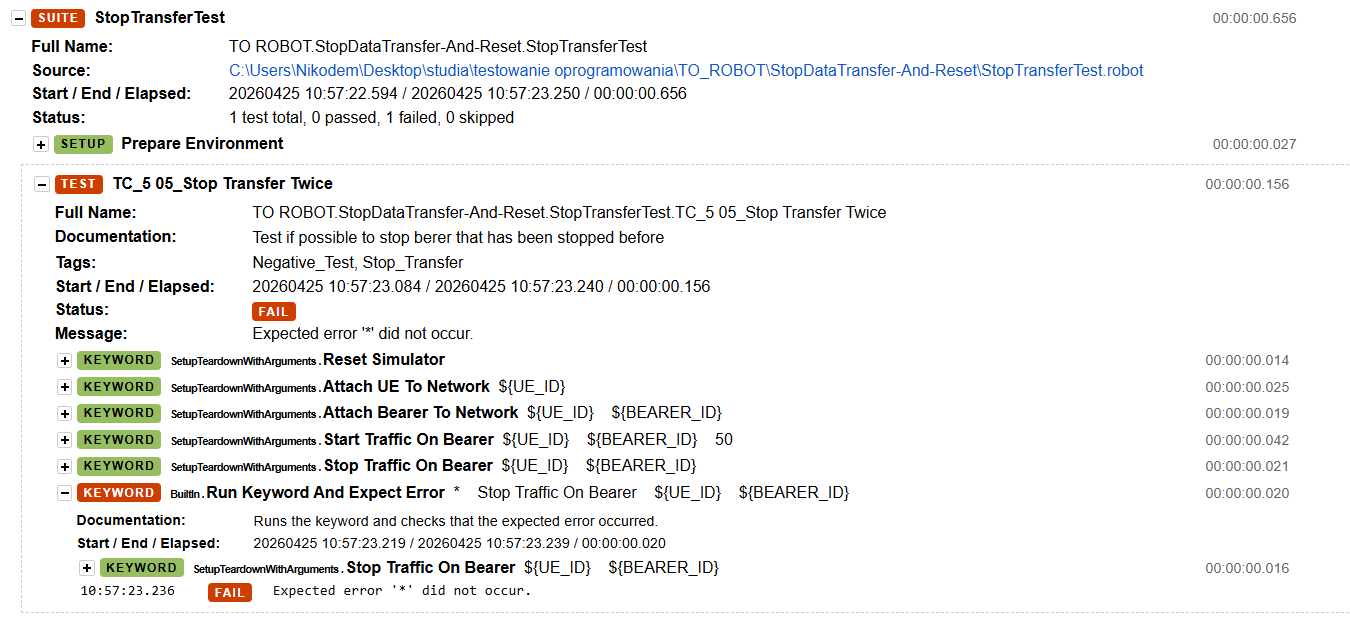 SUITE StopTransferTest 00:00:00.656
Full Name: TO ROBOT.StopDataTransfer-And-Reset.StopTransferTest
Source: C:\Users\Nikodem\Desktop\studia\testowanie oprogramowania\TO_ROBOT\StopDataTransfer-And-Reset\StopTransferTest.robot
Start / End / Elapsed: 20260425 10:57:22.594 / 20260425 10:57:23.250 / 00:00:00.656
Status: 1 test total, 0 passed, 1 failed, 0 skipped
SETUP Prepare Environment 00:00:00.027
TEST TC_5 05_Stop Transfer Twice 00:00:00.156
Full Name: TO ROBOT.StopDataTransfer-And-Reset.StopTransferTest.TC_5 05_Stop Transfer Twice
Documentation: Test if possible to stop berer that has been stopped before
Tags: Negative_Test, Stop_Transfer
Start / End / Elapsed: 20260425 10:57:23.084 / 20260425 10:57:23.240 / 00:00:00.156
Status: FAIL
Message: Expected error '*' did not occur.
KEYWORD SetupTeardownWithArguments.Reset Simulator 00:00:00.014
KEYWORD SetupTeardownWithArguments.Attach UE To Network ${UE_ID} 00:00:00.025
KEYWORD SetupTeardownWithArguments.Attach Bearer To Network ${UE_ID} ${BEARER_ID} 00:00:00.019
KEYWORD SetupTeardownWithArguments.Start Traffic On Bearer ${UE_ID} ${BEARER_ID} 50 00:00:00.042
KEYWORD SetupTeardownWithArguments.Stop Traffic On Bearer ${UE_ID} ${BEARER_ID} 00:00:00.021
KEYWORD BuiltIn.Run Keyword And Expect Error * Stop Traffic On Bearer ${UE_ID} ${BEARER_ID} 00:00:00.020
Documentation: Runs the keyword and checks that the expected error occurred.
Start / End / Elapsed: 20260425 10:57:23.219 / 20260425 10:57:23.239 / 00:00:00.020
KEYWORD SetupTeardownWithArguments.Stop Traffic On Bearer ${UE_ID} ${BEARER_ID} 00:00:00.016
10:57:23.236 FAIL Expected error '*' did not occur.